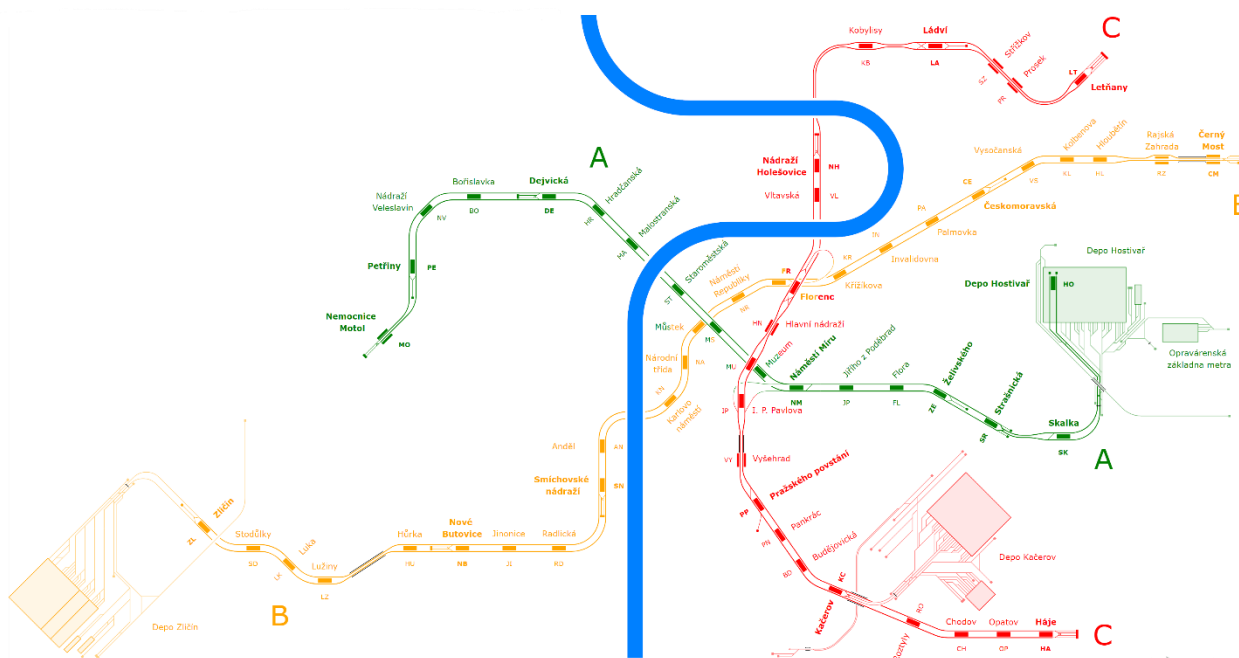 C
Kobylisy
KB
Ládví
LA
Střížkov
SZ
Prosek
PR
LT
Letňany
A
Nádraží
Holešovice
NH
Vltavská
VL
Kolbenova
KL
Hloubětín
HL
Rajská
Zahrada
RZ
Černý
Most
CM
Vysočanská
VS
CE
Českomoravská
PA
Palmovka
IN
Invalidovna
KR
Křižíkova
Nádraží
Veleslavín
NV
Bořislavka
BO
Dejvická
DE
Hradčanská
HR
Malostranská
MA
Staroměstská
ST
Petřiny
PE
Nemocnice
Motol
MO
Náměstí
Republiky
NR
Florenc
HN
Hlavní nádraží
Můstek
MS
Národní
třída
NA
MU
Muzeum
Náměstí Míru
NM
Jiřího z Poděbrad
JP
Flora
FL
Želivského
ZE
Strašnická
SR
Skalka
SK
A
Depo Hostivař
Depo Hostivař
HO
Opravárenská
základna metra
KN
Karlovo
náměstí
IP
I. P. Pavlova
VY
Vyšehrad
Anděl
AN
Smíchovské
nádraží
SN
Pražského povstání
PP
Pankrác
PN
Budějovická
BD
KC
Kačerov
Depo Kačerov
RO
Roztyly
Chodov
CH
Opatov
OP
Háje
HA
C
Zličín
ZL
Stodůlky
SD
Luka
LK
Lužiny
LZ
Hůrka
HU
Nové
Butovice
NB
Jinonice
JI
Radlická
RD
B
Depo Zličín